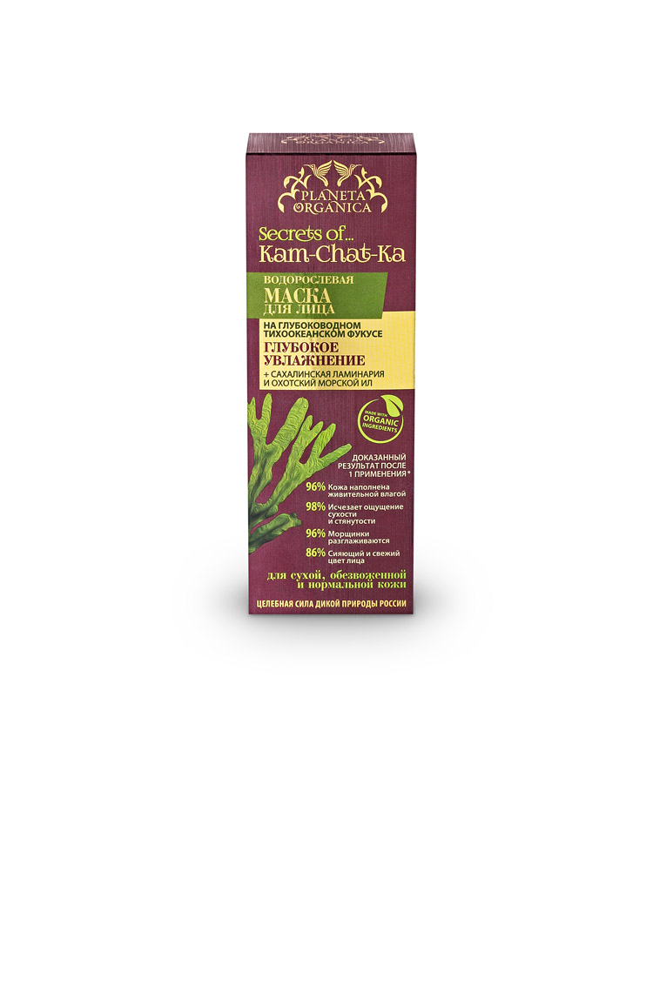 PLANETA
ORGANICA
PLANETA
ORGANICA
Secrets of...
Kam-Chat-Ka
ВОДОРОСЛЕВАЯ
МАСКА
ДЛЯ ЛИЦА
НА ГЛУБОКОВОДНОМ
ТИХООКЕАНСКОМ ФУКУСЕ
ГЛУБОКОЕ
УВЛАЖНЕНИЕ
+ САХАЛИНСКАЯ ЛАМИНАРИЯ
И ОХОТСКИЙ МОРСКОЙ ИЛ
MADE WITH
ORGANIC
INGREDIENTS
ДОКАЗАННЫЙ
РЕЗУЛЬТАТ ПОСЛЕ
1 ПРИМЕНЕНИЯ*
96% Кожа наполнена
живительной влагой
98% Исчезает ощущение
сухости
и стянутости
96% Морщинки
разглаживаются
86% Сияющий и свежий
цвет лица
для сухой, обезвоженной
и нормальной кожи
ЦЕЛЕБНАЯ СИЛА ДИКОЙ ПРИРОДЫ РОССИИ